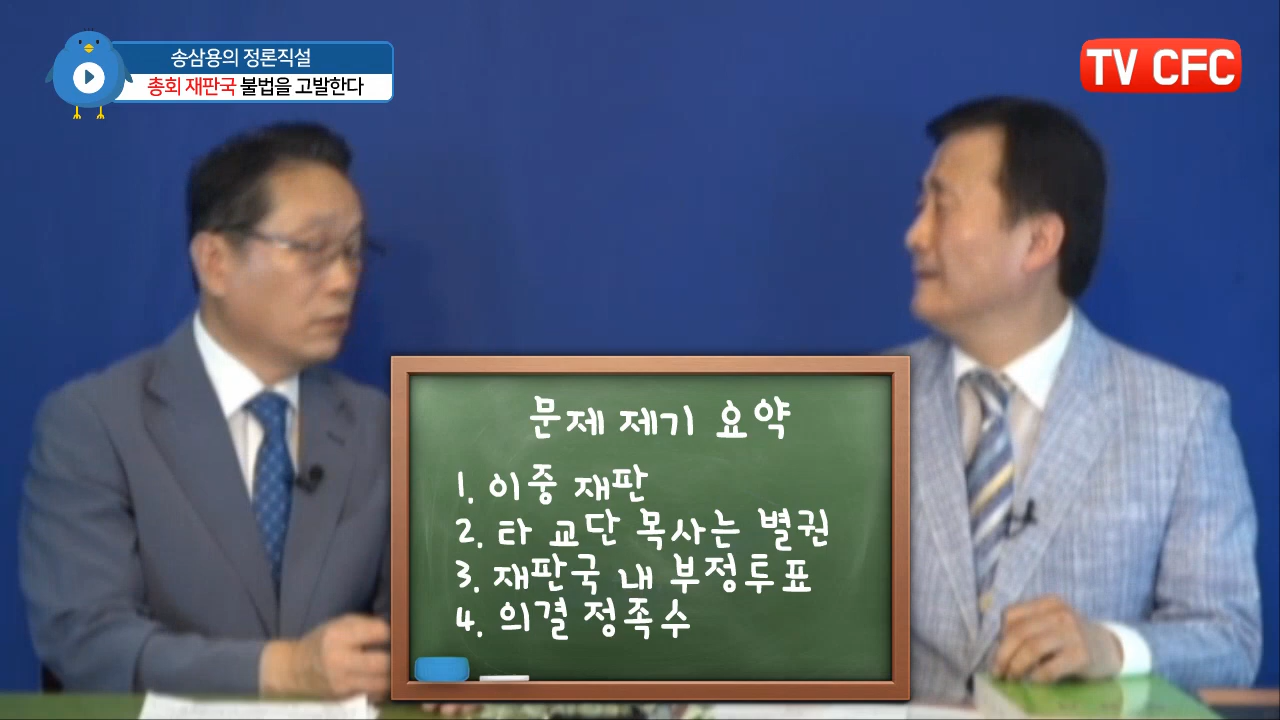 송삼용의 정론직설
총회 재판국 불법을 고발한다
TV CFC
문제 제기 요약
1. 이중 재판
2. 타 교단 목사는 별권
3. 재판국 내 부정투표
4. 의결 정족수